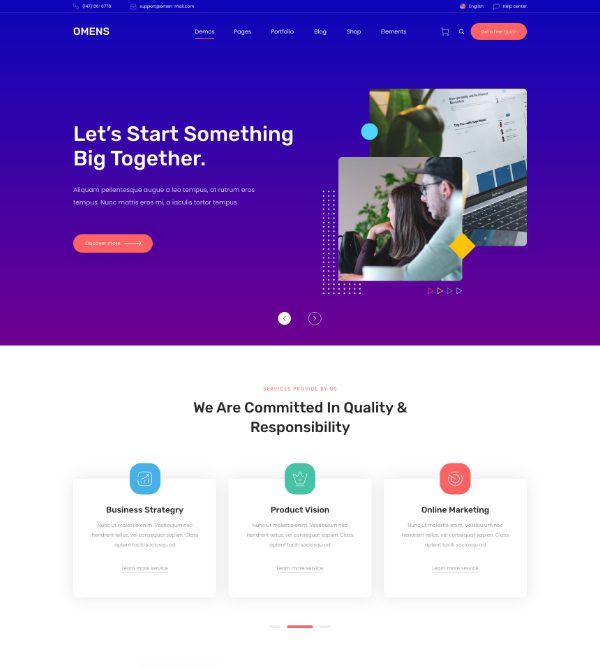 support@omeni-mail.com
English
Help center
OMENS
Demos
Pages
Portfolio
Blog
Shop
Elements
Get a Free Quote
Let's Start Something
Big Together.
Aliquam pellentesque augue a leo tempus, at rutrum eros
tempus. Nunc mattis eros mi, a iaculis tortor tempus
Discover more
SERVICES PROVIDE BY US
We Are Committed In Quality &
Responsibility
Business Strategry
Nunc ut molestie enim. Vestibulum nec
hendrerit tellus, vel consequat sapien. Class
aptent taciti sociosqu ad
Learn more service
Product Vision
Nunc ut molestie enim. Vestibulum nec
hendrerit tellus, vel consequat sapien. Class
aptent taciti sociosqu ad
Learn more service
Online Marketing
Nunc ut molestie enim. Vestibulum nec
hendrerit tellus, vel consequat sapien. Class
aptent taciti sociosqu ad
Learn more service